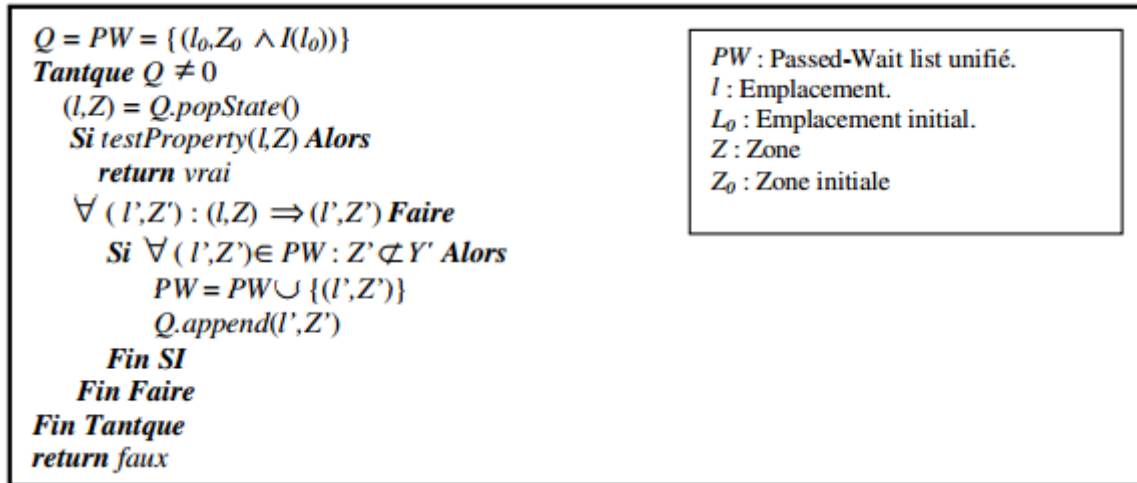 Q = PW = {(l₀,Z₀ ∧ I(l₀))}
Tantque Q ≠ 0
(l,Z) = Q.popState()
Si testProperty(l,Z) Alors
return vrai
∀ ( l’,Z') : (l,Z) ⟹ (l’,Z’) Faire
Si ∀ ( l’,Z’)∈ PW : Z’ ⊄ Y' Alors
PW = PW ∪ {(l’,Z’)}
Q.append(l’,Z’)
Fin SI
Fin Faire
Fin Tantque
return faux
PW : Passed-Wait list unifié.
l : Emplacement.
L₀ : Emplacement initial.
Z : Zone
Z₀ : Zone initiale